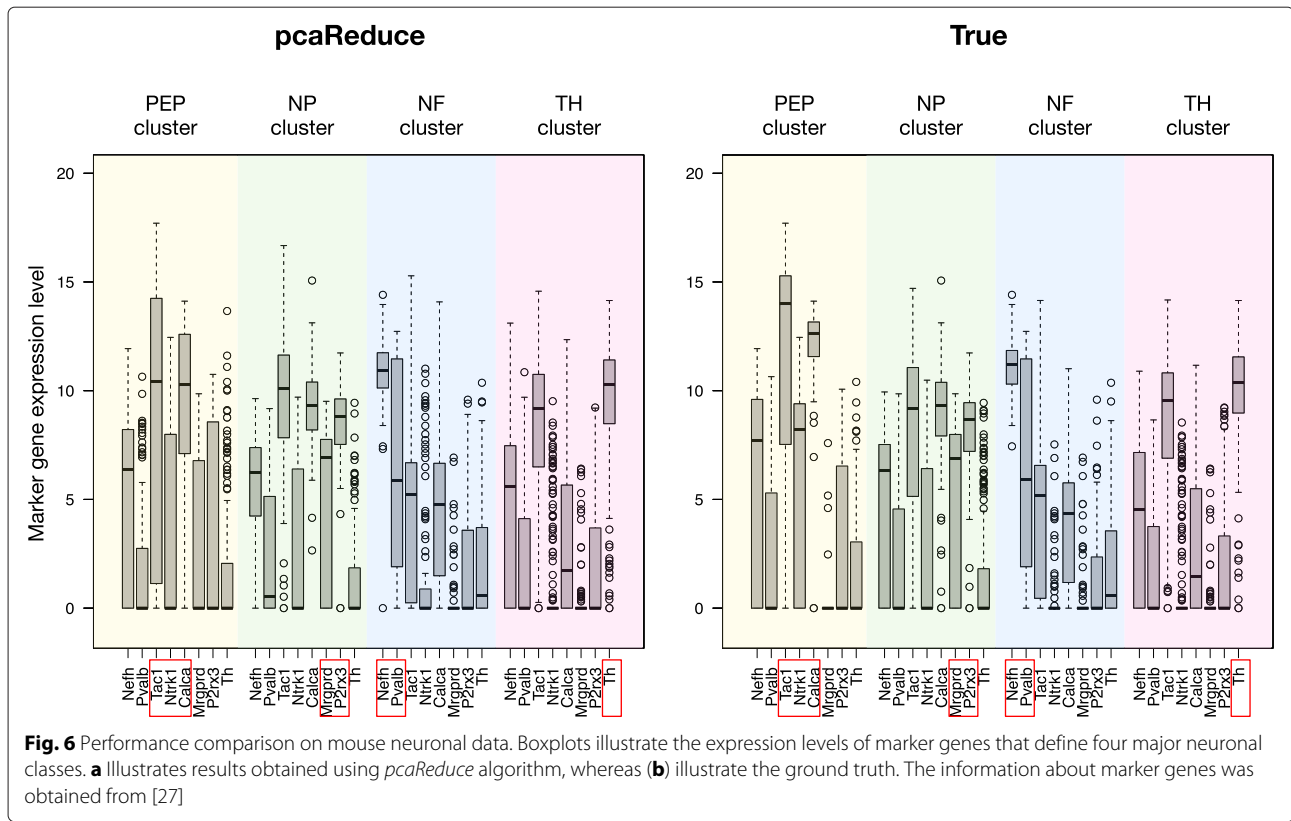 pcaReduce
True
PEP cluster
NP cluster
NF cluster
TH cluster
PEP cluster
NP cluster
NF cluster
TH cluster
Marker gene expression level
20
15
10
5
0
20
15
10
5
0
Nefh
Pvalb
Tac1
Ntrk1
Calca
Mrgprd
P2rx3
Th
Nefh
Pvalb
Tac1
Ntrk1
Calca
Mrgprd
P2rx3
Th
Nefh
Pvalb
Tac1
Ntrk1
Calca
Mrgprd
P2rx3
Th
Nefh
Pvalb
Tac1
Ntrk1
Calca
Mrgprd
P2rx3
Th
Nefh
Pvalb
Tac1
Ntrk1
Calca
Mrgprd
P2rx3
Th
Nefh
Pvalb
Tac1
Ntrk1
Calca
Mrgprd
P2rx3
Th
Nefh
Pvalb
Tac1
Ntrk1
Calca
Mrgprd
P2rx3
Th
Nefh
Pvalb
Tac1
Ntrk1
Calca
Mrgprd
P2rx3
Th
Fig. 6 Performance comparison on mouse neuronal data. Boxplots illustrate the expression levels of marker genes that define four major neuronal
classes. a Illustrates results obtained using pcaReduce algorithm, whereas (b) illustrate the ground truth. The information about marker genes was
obtained from [27]